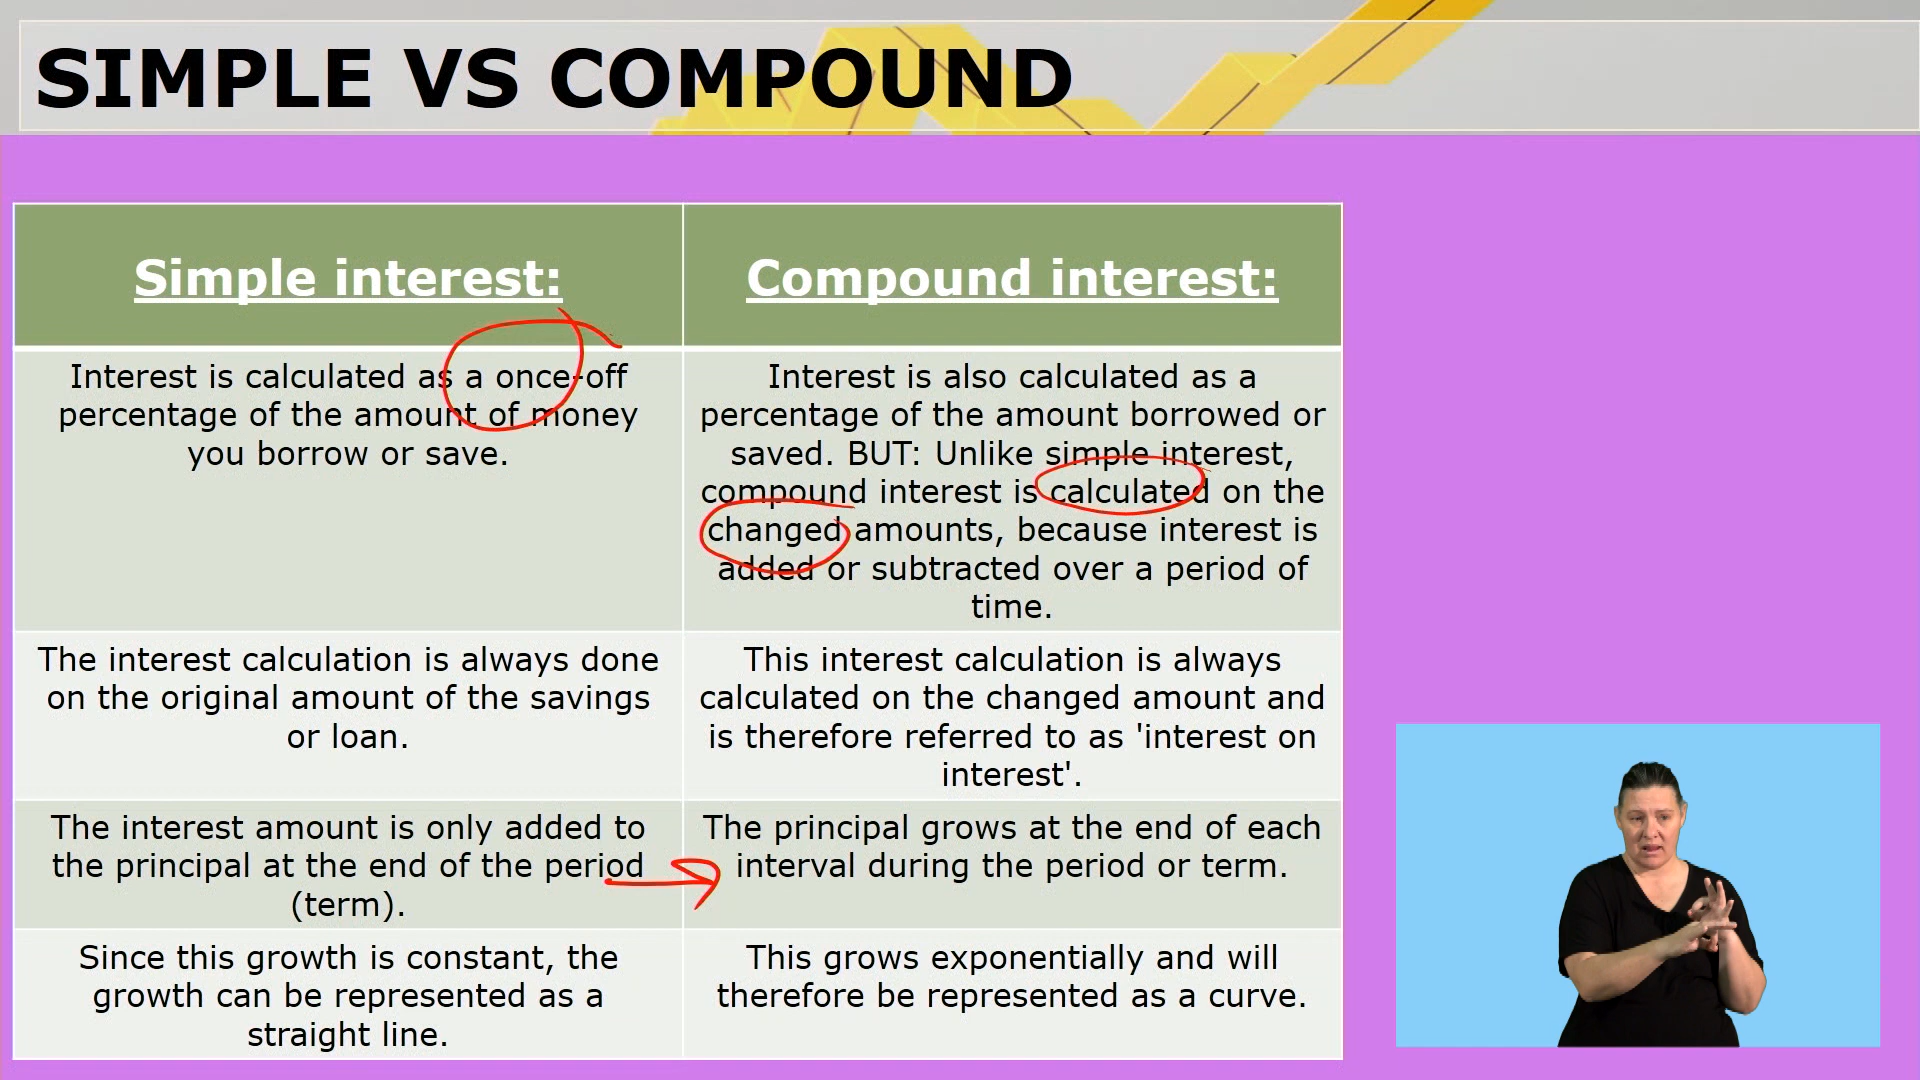 SIMPLE VS COMPOUND
Simple interest:
Interest is calculated as a once-off
percentage of the amount of money
you borrow or save.
The interest calculation is always done
on the original amount of the savings
or loan.
The interest amount is only added to
the principal at the end of the period
(term).
Since this growth is constant, the
growth can be represented as a
straight line.
Compound interest:
Interest is also calculated as a
percentage of the amount borrowed or
saved. BUT: Unlike simple interest,
compound interest is calculated on the
changed amounts, because interest is
added or subtracted over a period of
time.
This interest calculation is always
calculated on the changed amount and
is therefore referred to as 'interest on
interest'.
The principal grows at the end of each
interval during the period or term.
This grows exponentially and will
therefore be represented as a curve.